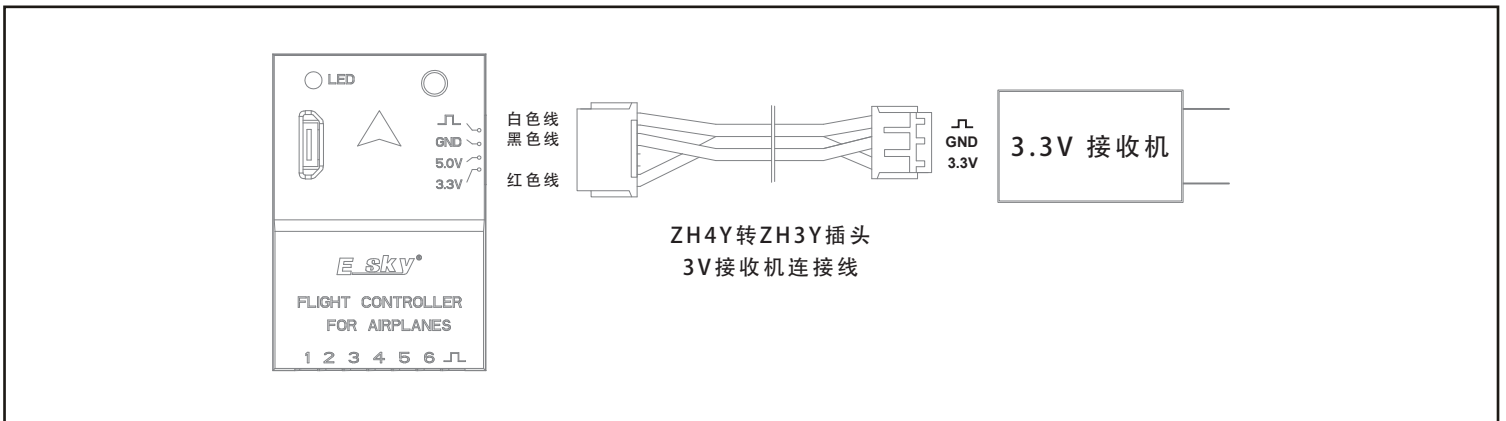 LED
GND
5.0V
3.3V
E_SKY®
FLIGHT CONTROLLER
FOR AIRPLANES
1 2 3 4 5 6
白色线
黑色线
红色线
ZH4Y转ZH3Y插头
3V接收机连接线
GND
3.3V
3.3V 接收机